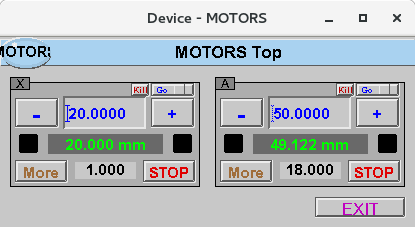 Device - MOTORS
MOTORS MOTORS Top
X Kill Go A Kill Go
- 20.0000 + - 50.0000 +
20.000 mm 49.122 mm
More 1.000 STOP More 18.000 STOP
EXIT